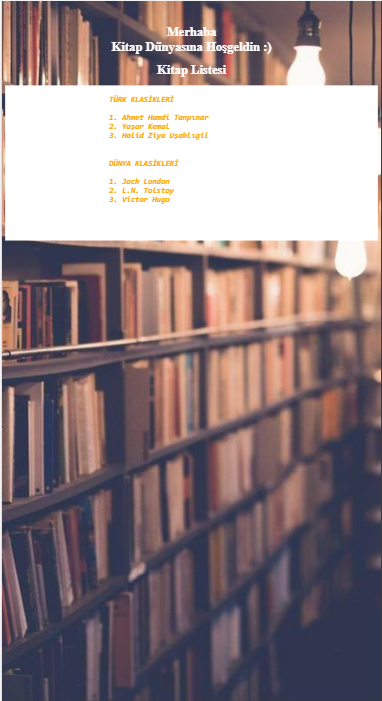 Merhaba
Kitap Dünyasına Hoşgeldin :)
Kitap Listesi
TÜRK KLASİKLERİ
1. Ahmet Hamdi Tanpınar
2. Yaşar Kemal
3. Halid Ziya Uşaklıgil
DÜNYA KLASİKLERİ
1. Jack London
2. L.N. Tolstoy
3. Victor Hugo